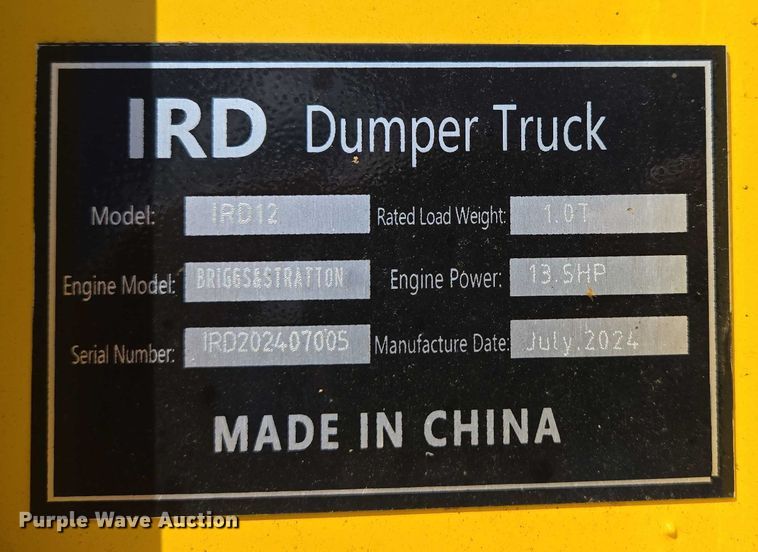 IRD Dumper Truck
Model: IRD12 Rated Load Weight: 1.0T
Engine Model: BRIGGS&STRATTON Engine Power: 13.5HP
Serial Number: IRD202407005 Manufacture Date: July.2024
MADE IN CHINA
Purple Wave Auction